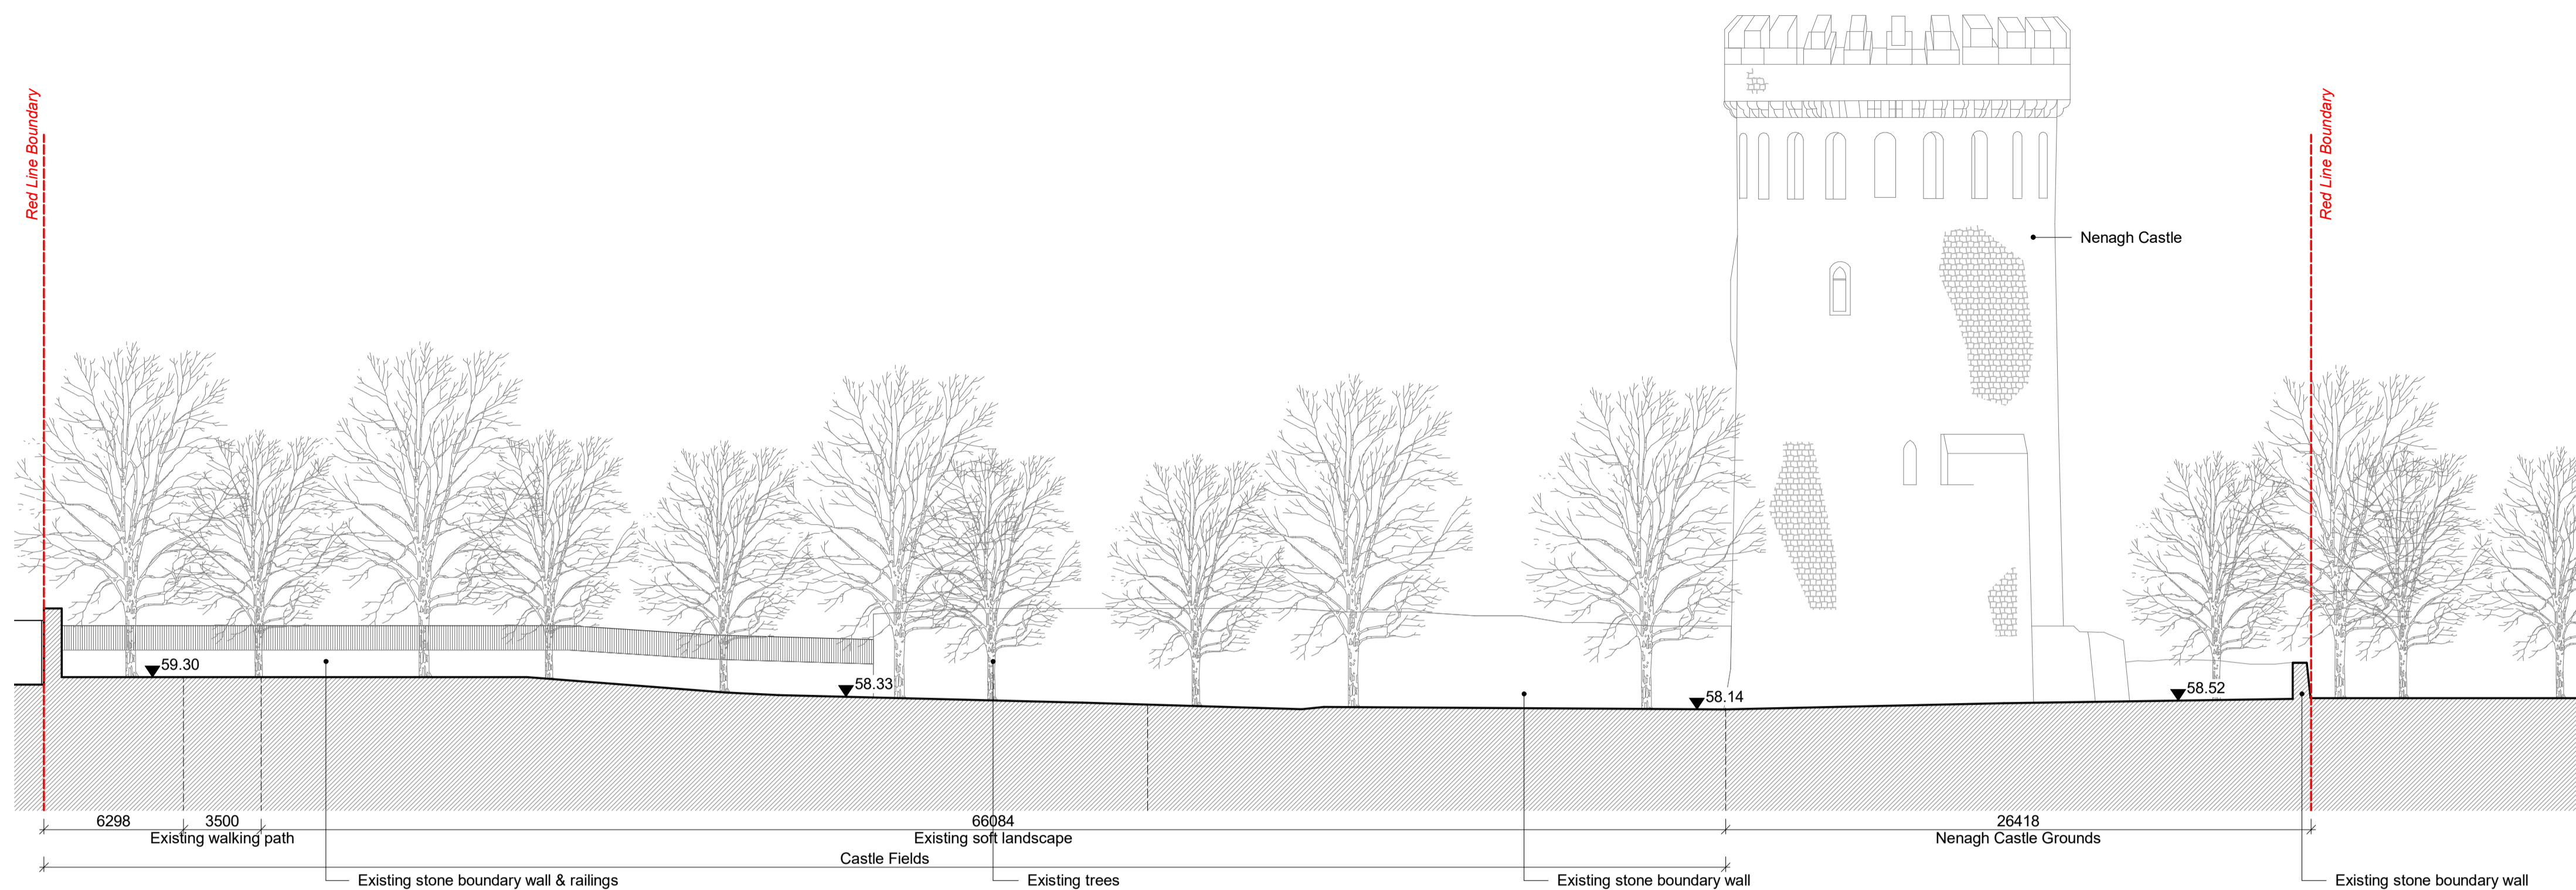 Red Line Boundary
Red Line Boundary
Nenagh Castle
59.30
58.33
58.14
58.52
6298
3500
66084
26418
Existing walking path
Existing soft landscape
Nenagh Castle Grounds
Castle Fields
Existing stone boundary wall & railings
Existing trees
Existing stone boundary wall
Existing stone boundary wall